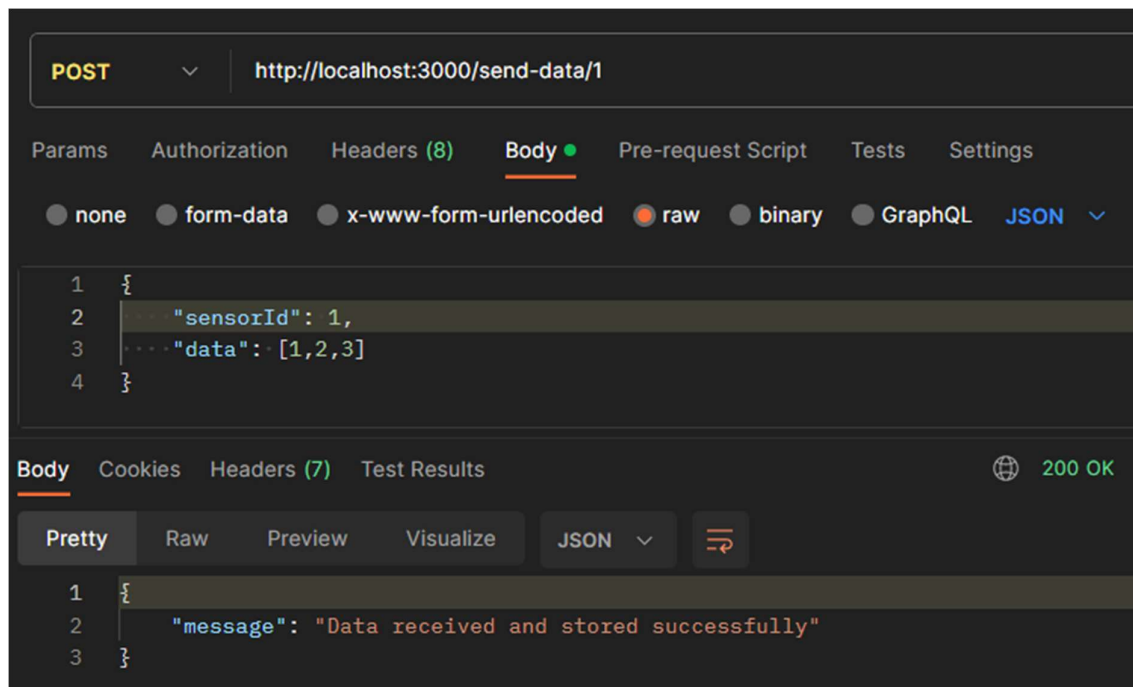 POST http://localhost:3000/send-data/1
Params Authorization Headers (8) Body Pre-request Script Tests Settings
none form-data x-www-form-urlencoded raw binary GraphQL JSON
1 {
2 "sensorId": 1,
3 "data": [1,2,3]
4 }
Body Cookies Headers (7) Test Results 200 OK
Pretty Raw Preview Visualize JSON
1 {
2 "message": "Data received and stored successfully"
3 }